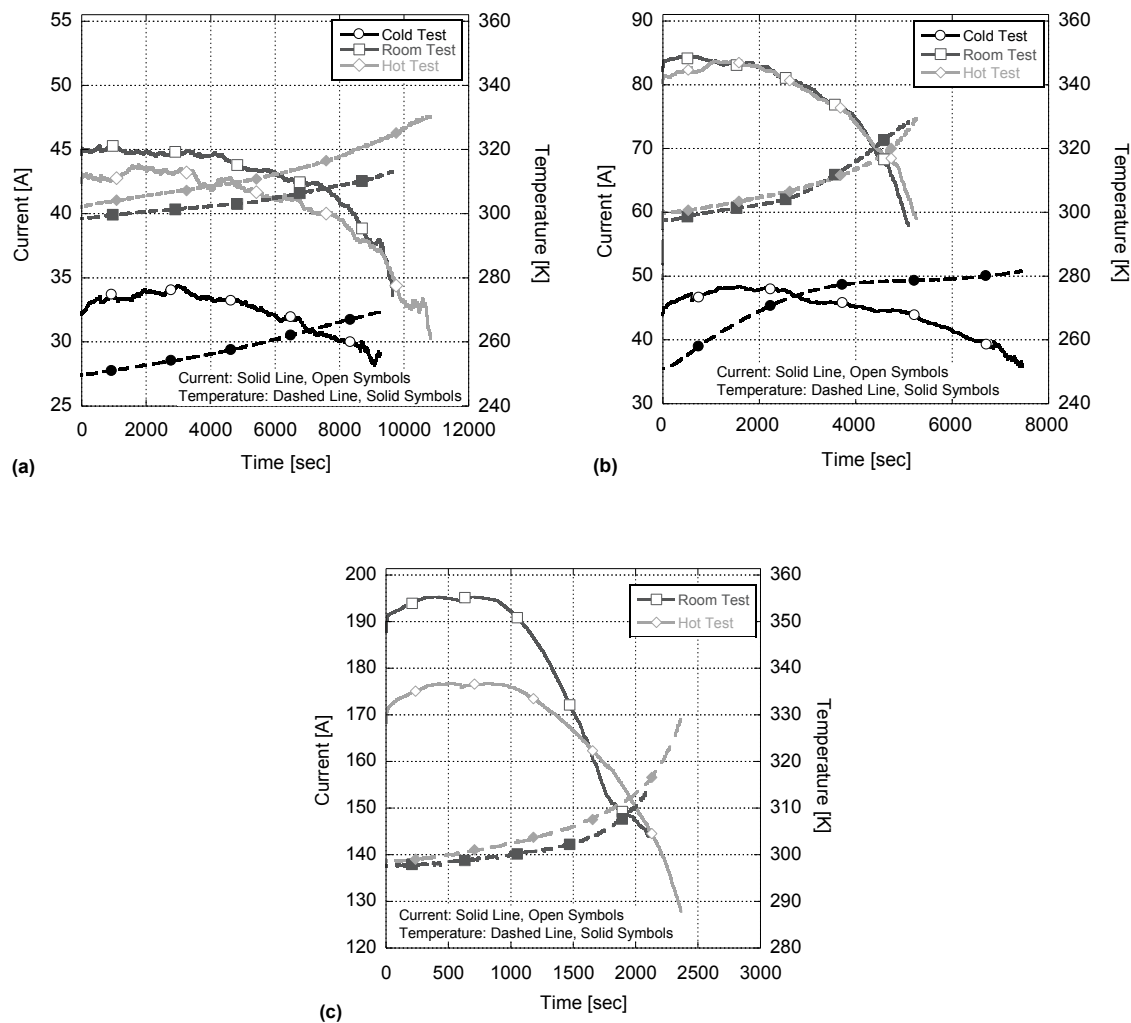 55
50
45
40
35
30
25
360
340
320
300
280
260
240
Cold Test
Room Test
Hot Test
Current [A]
Temperature [K]
Current: Solid Line, Open Symbols
Temperature: Dashed Line, Solid Symbols
0 2000 4000 6000 8000 10000 12000
Time [sec]
(a)
90
80
70
60
50
40
30
360
340
320
300
280
260
240
Cold Test
Room Test
Hot Test
Current [A]
Temperature [K]
Current: Solid Line, Open Symbols
Temperature: Dashed Line, Solid Symbols
0 2000 4000 6000 8000
Time [sec]
(b)
200
190
180
170
160
150
140
130
120
360
350
340
330
320
310
300
290
280
Room Test
Hot Test
Current [A]
Temperature [K]
Current: Solid Line, Open Symbols
Temperature: Dashed Line, Solid Symbols
0 500 1000 1500 2000 2500 3000
Time [sec]
(c)